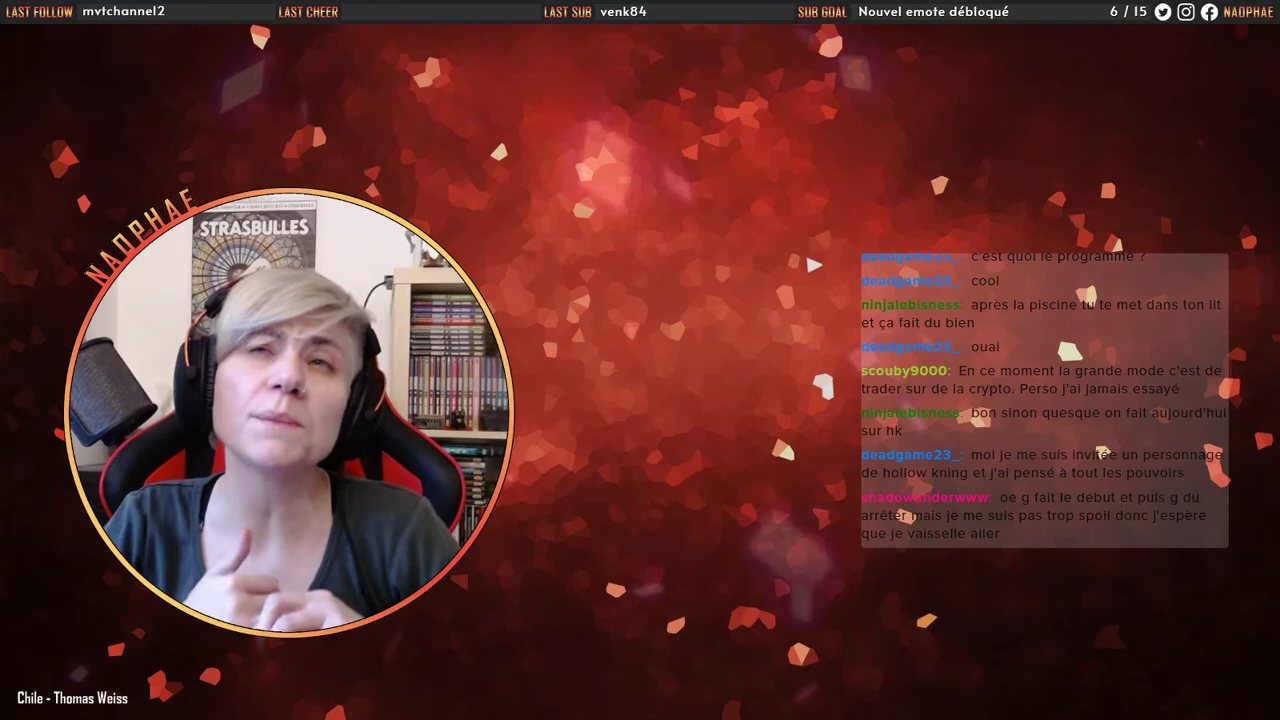 LAST FOLLOW mvtchannel2 LAST CHEER LAST SUB venk84 SUB GOAL Nouvel emote débloqué 6 / 15 NAOPHAE
NAOPHAE
STRASBULLES
deadgame23_: c'est quoi le programme ?
deadgame23_: cool
ninjalebisness: après la piscine tu te met dans ton lit
et ça fait du bien
deadgame23_: ouai
scouby9000: En ce moment la grande mode c'est de
trader sur de la crypto. Perso j'ai jamais essayé
ninjalebisness: bon sinon quesque on fait aujourd'hui
sur hk
deadgame23_: moi je me suis invitée un personnage
de hollow kning et j'ai pensé à tout les pouvoirs
shadowunderwww: oe g fait le début et puis g du
arrêter mais je me suis pas trop spoil donc j'espère
que je vaisselle aller
Chile - Thomas Weiss